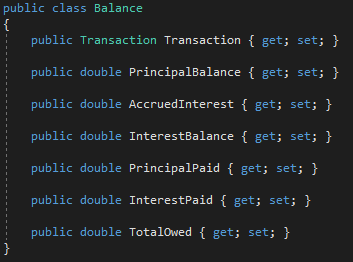 public class Balance
{
public Transaction Transaction { get; set; }
public double PrincipalBalance { get; set; }
public double AccruedInterest { get; set; }
public double InterestBalance { get; set; }
public double PrincipalPaid { get; set; }
public double InterestPaid { get; set; }
public double TotalOwed { get; set; }
}